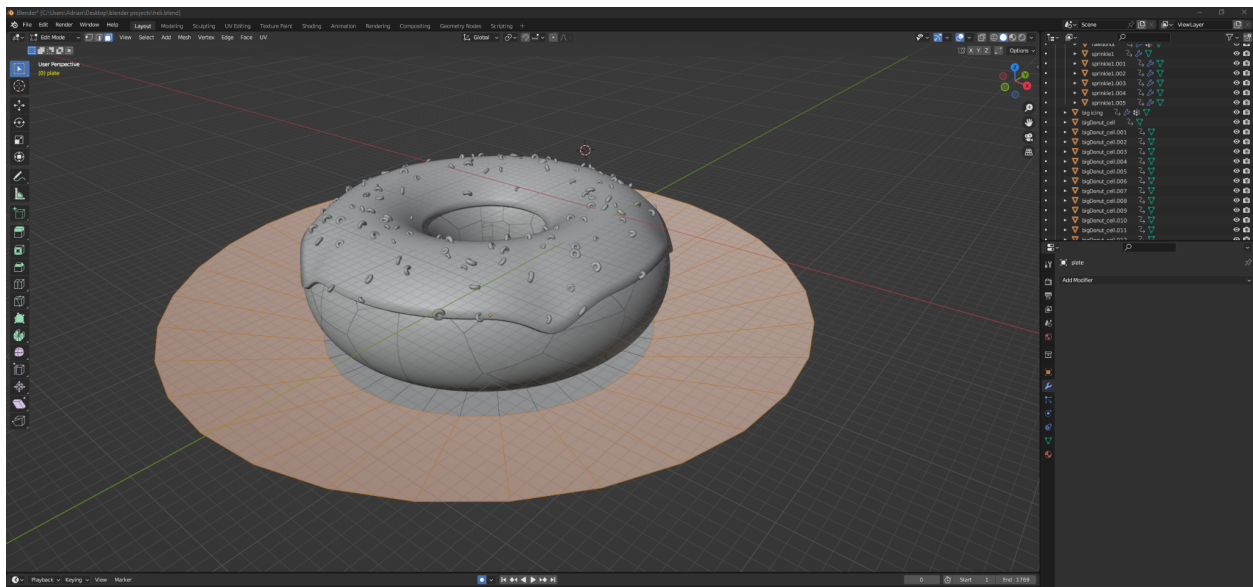 Blender* [C:\Users\Adrian\Desktop\blender projects\heli.blend]
File Edit Render Window Help Layout Modeling Sculpting UV Editing Texture Paint Shading Animation Rendering Compositing Geometry Nodes Scripting + Scene ViewLayer
Edit Mode View Select Add Mesh Vertex Edge Face UV Global
X Y Z Options
User Perspective
(0) plate
Z
Y
X
sprinkle1
sprinkle1.001
sprinkle1.002
sprinkle1.003
sprinkle1.004
sprinkle1.005
big icing
bigDonut_cell
bigDonut_cell.001
bigDonut_cell.002
bigDonut_cell.003
bigDonut_cell.004
bigDonut_cell.005
bigDonut_cell.006
bigDonut_cell.007
bigDonut_cell.008
bigDonut_cell.009
bigDonut_cell.010
bigDonut_cell.011
plate
Add Modifier
Playback Keying View Marker 0 Start 1 End 1769